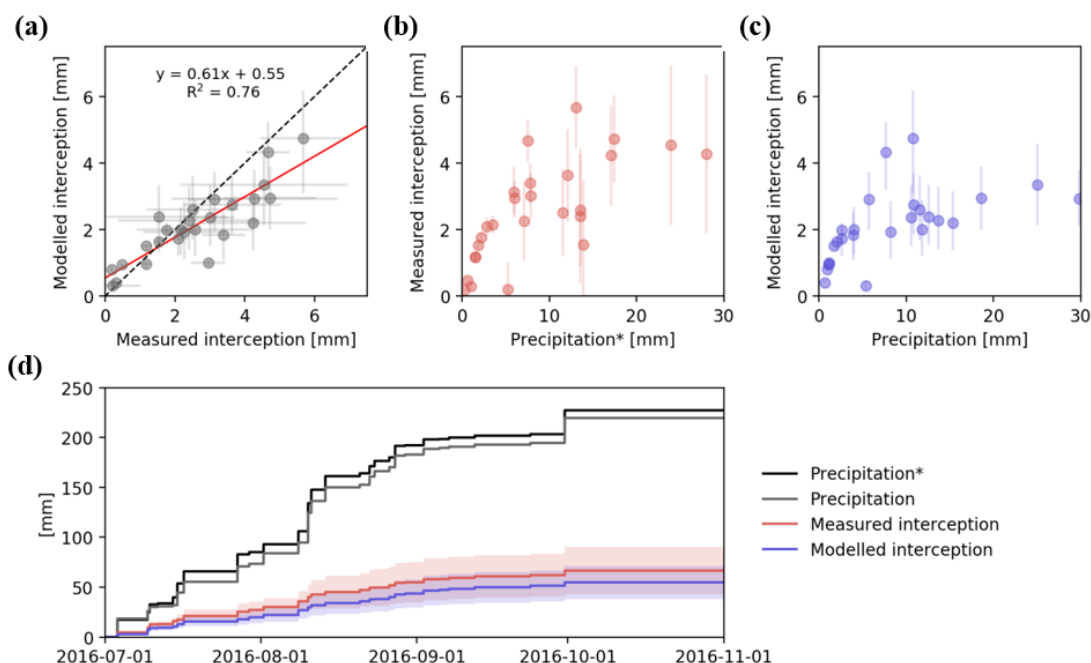 (a)
y = 0.61x + 0.55
R² = 0.76
Modelled interception [mm]
6
4
2
0
0 2 4 6
Measured interception [mm]
(b)
Measured interception [mm]
6
4
2
0
0 10 20 30
Precipitation* [mm]
(c)
Modelled interception [mm]
6
4
2
0
0 10 20 30
Precipitation [mm]
(d)
[mm]
250
200
150
100
50
0
2016-07-01 2016-08-01 2016-09-01 2016-10-01 2016-11-01
Precipitation*
Precipitation
Measured interception
Modelled interception